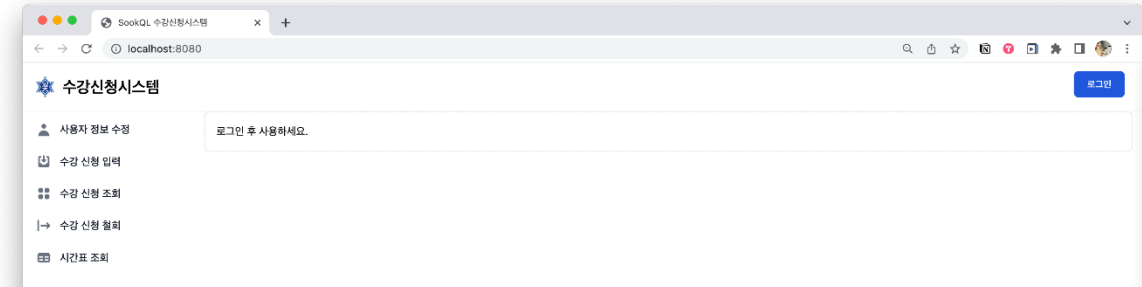 SookQL 수강신청시스템
localhost:8080
수강신청시스템
로그인
사용자 정보 수정
로그인 후 사용하세요.
수강 신청 입력
수강 신청 조회
수강 신청 철회
시간표 조회